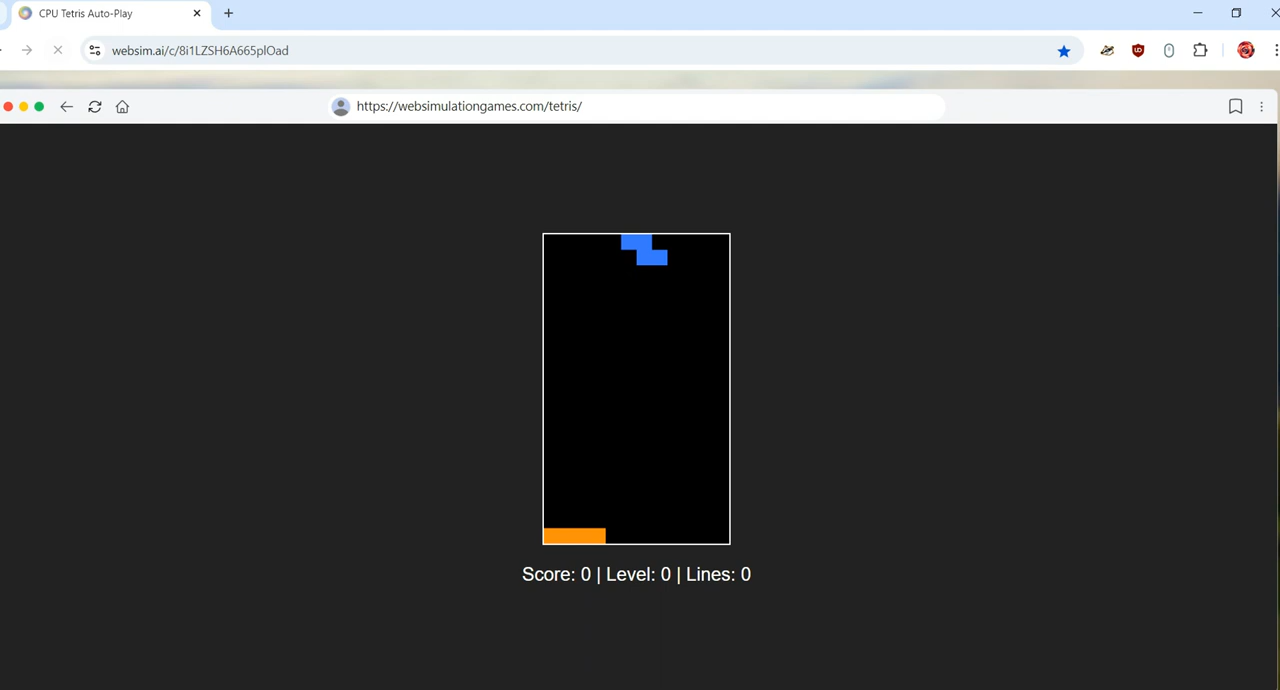 CPU Tetris Auto-Play
websim.ai/c/8i1LZSH6A665plOad
https://websimulationgames.com/tetris/
Score: 0 | Level: 0 | Lines: 0